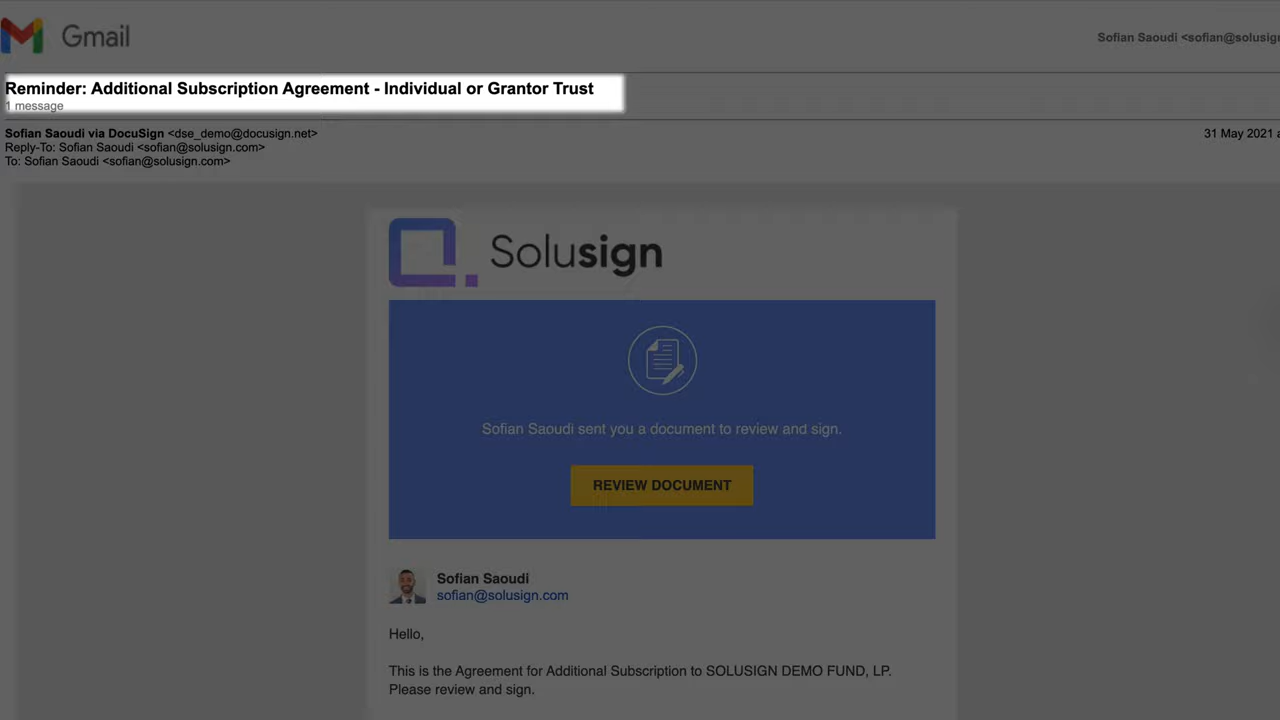 Gmail
Sofian Saoudi <sofian@solusign
Reminder: Additional Subscription Agreement - Individual or Grantor Trust
1 message
Sofian Saoudi via DocuSign <dse_demo@docusign.net>
31 May 2021 a
Reply-To: Sofian Saoudi <sofian@solusign.com>
To: Sofian Saoudi <sofian@solusign.com>
Solusign
Sofian Saoudi sent you a document to review and sign.
REVIEW DOCUMENT
Sofian Saoudi
sofian@solusign.com
Hello,
This is the Agreement for Additional Subscription to SOLUSIGN DEMO FUND, LP.
Please review and sign.